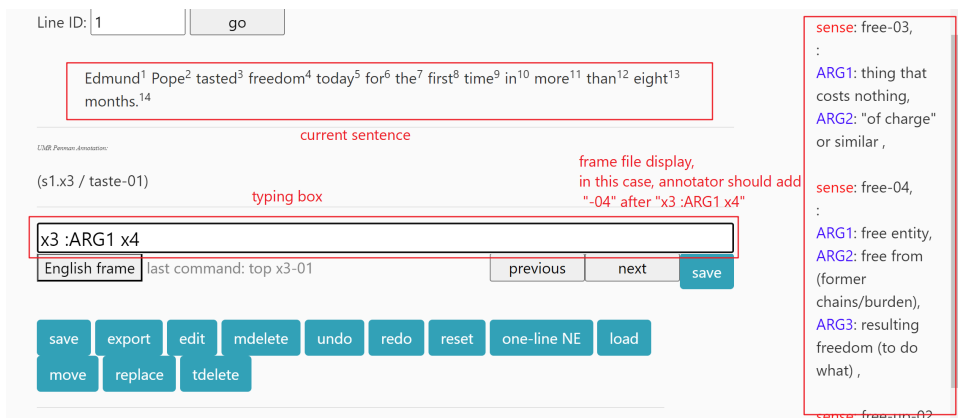 Line ID: 1 go
Edmund¹ Pope² tasted³ freedom⁴ today⁵ for⁶ the⁷ first⁸ time⁹ in¹⁰ more¹¹ than¹² eight¹³
months.¹⁴
current sentence
UMR Penman Annotation:
(s1.x3 / taste-01)
typing box
frame file display,
in this case, annotator should add
"-04" after "x3 :ARG1 x4"
x3 :ARG1 x4
English frame last command: top x3-01 previous next save
save export edit mdelete undo redo reset one-line NE load
move replace tdelete
sense: free-03,
:
ARG1: thing that
costs nothing,
ARG2: "of charge"
or similar ,
sense: free-04,
:
ARG1: free entity,
ARG2: free from
(former
chains/burden),
ARG3: resulting
freedom (to do
what) ,
sense: free-up-02